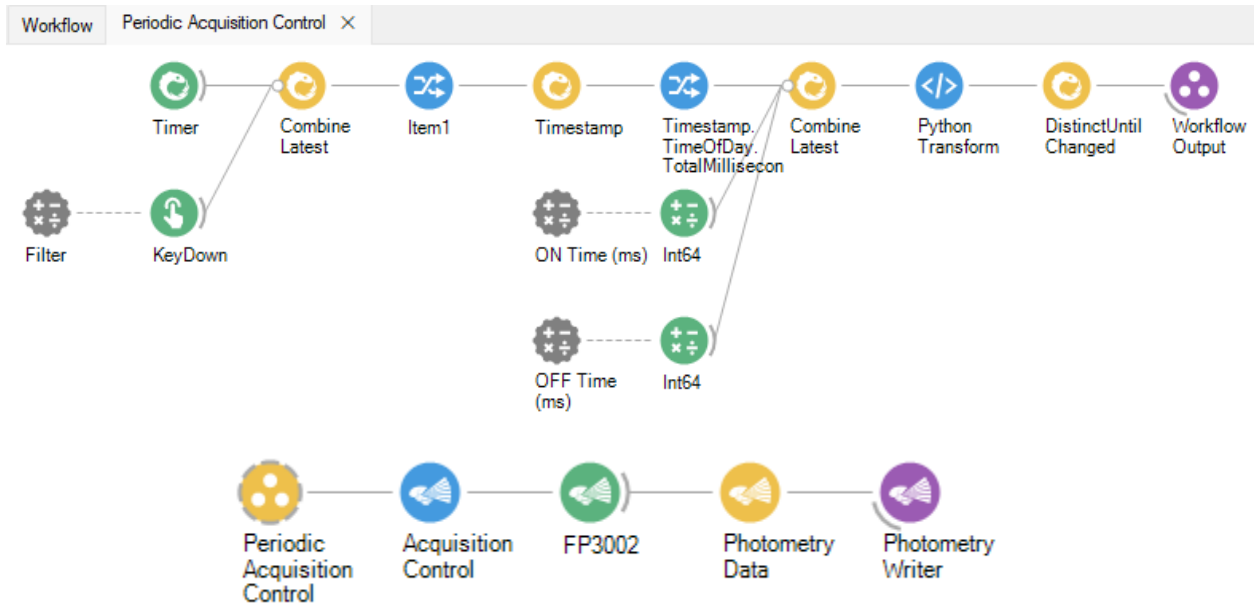 Workflow
Periodic Acquisition Control ×
Timer
Combine
Latest
Item1
Timestamp
Timestamp.
TimeOfDay.
TotalMillisecon
Combine
Latest
Python
Transform
DistinctUntil
Changed
Workflow
Output
Filter
KeyDown
ON Time (ms)
Int64
OFF Time
(ms)
Int64
Periodic
Acquisition
Control
Acquisition
Control
FP3002
Photometry
Data
Photometry
Writer